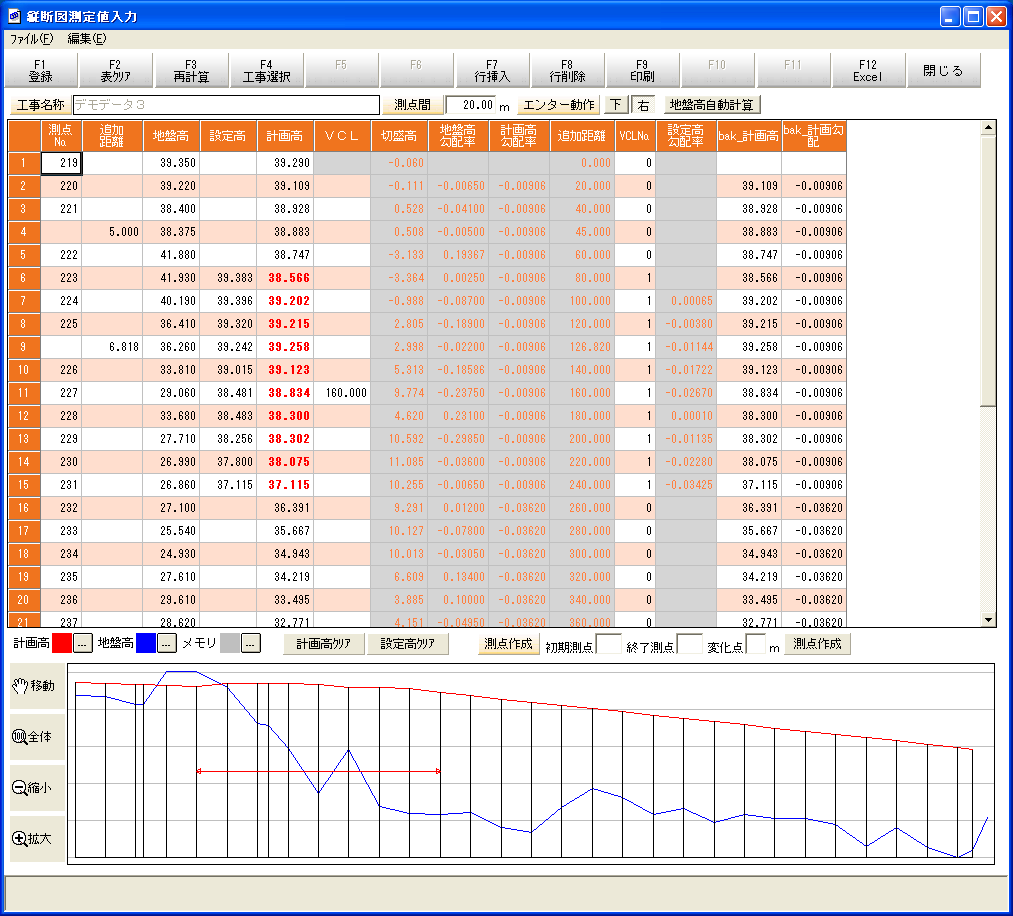 縦断図測定値入力
ファイル(F) 編集(E)
F1 F2 F3 F4 F5 F6 F7 F8 F9 F10 F11 F12 閉じる
登録 表クリア 再計算 工事選択 行挿入 行削除 印刷 Excel
工事名称 デモデータ3 測点間 20.00 m エンター動作 下 右 地盤高自動計算
測点No. 追加距離 地盤高 設定高 計画高 VCL 切盛高 地盤高勾配率 計画高勾配率 追加距離 VCLNo. 設定高勾配率 bak_計画高 bak_計画勾配
1 219 39.350 39.290 -0.060 0.000 0
2 220 39.220 39.109 -0.111 -0.00650 -0.00906 20.000 0 39.109 -0.00906
3 221 38.400 38.928 0.528 -0.04100 -0.00906 40.000 0 38.928 -0.00906
4 5.000 38.375 38.883 0.508 -0.00500 -0.00906 45.000 0 38.883 -0.00906
5 222 41.880 38.747 -3.133 0.19367 -0.00906 60.000 0 38.747 -0.00906
6 223 41.930 39.383 38.566 -3.364 0.00250 -0.00906 80.000 1 38.566 -0.00906
7 224 40.190 39.396 39.202 -0.988 -0.08700 -0.00906 100.000 1 0.00065 39.202 -0.00906
8 225 36.410 39.320 39.215 2.805 -0.18900 -0.00906 120.000 1 -0.00380 39.215 -0.00906
9 6.818 36.260 39.242 39.258 2.998 -0.02200 -0.00906 126.820 1 -0.01144 39.258 -0.00906
10 226 33.810 39.015 39.123 5.313 -0.18586 -0.00906 140.000 1 -0.01722 39.123 -0.00906
11 227 29.060 38.481 38.834 160.000 9.774 -0.23750 -0.00906 160.000 1 -0.02670 38.834 -0.00906
12 228 33.680 38.483 38.300 4.620 0.23100 -0.00906 180.000 1 0.00010 38.300 -0.00906
13 229 27.710 38.256 38.302 10.592 -0.29850 -0.00906 200.000 1 -0.01135 38.302 -0.00906
14 230 26.990 37.800 38.075 11.085 -0.03600 -0.00906 220.000 1 -0.02280 38.075 -0.00906
15 231 26.860 37.115 37.115 10.255 -0.00650 -0.00906 240.000 1 -0.03425 37.115 -0.00906
16 232 27.100 36.391 9.291 0.01200 -0.03620 260.000 0 36.391 -0.03620
17 233 25.540 35.667 10.127 -0.07800 -0.03620 280.000 0 35.667 -0.03620
18 234 24.930 34.943 10.013 -0.03050 -0.03620 300.000 0 34.943 -0.03620
19 235 27.610 34.219 6.609 0.13400 -0.03620 320.000 0 34.219 -0.03620
20 236 29.610 33.495 3.885 0.10000 -0.03620 340.000 0 33.495 -0.03620
21 237 28.620 32.771 4.151 -0.04950 -0.03620 360.000 0 32.771 -0.03620
計画高 ... 地盤高 ... メモリ ... 計画高クリア 設定高クリア 測点作成 初期測点 終了測点 変化点 m 測点作成
移動
100 全体
縮小
拡大